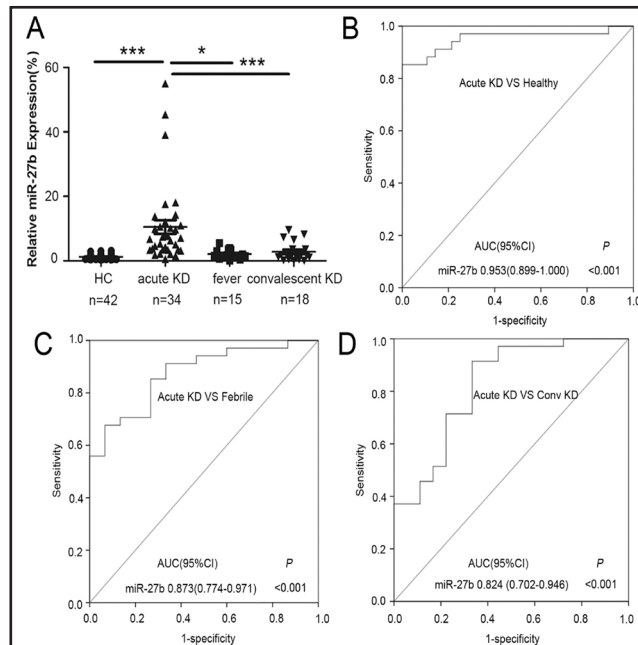 A
*** * ***
Relative miR-27b Expression(%)
60
40
20
0
HC acute KD fever convalescent KD
n=42 n=34 n=15 n=18
B
Acute KD VS Healthy
Sensitivity
1.0
0.8
0.6
0.4
0.2
0.0
AUC(95%CI) P
miR-27b 0.953(0.899-1.000) <0.001
0.0 0.2 0.4 0.6 0.8 1.0
1-specificity
C
Acute KD VS Febrile
Sensitivity
1.0
0.8
0.6
0.4
0.2
0.0
AUC(95%CI) P
miR-27b 0.873(0.774-0.971) <0.001
0.0 0.2 0.4 0.6 0.8 1.0
1-specificity
D
Acute KD VS Conv KD
Sensitivity
1.0
0.8
0.6
0.4
0.2
0.0
AUC(95%CI) P
miR-27b 0.824 (0.702-0.946) <0.001
0.0 0.2 0.4 0.6 0.8 1.0
1-specificity